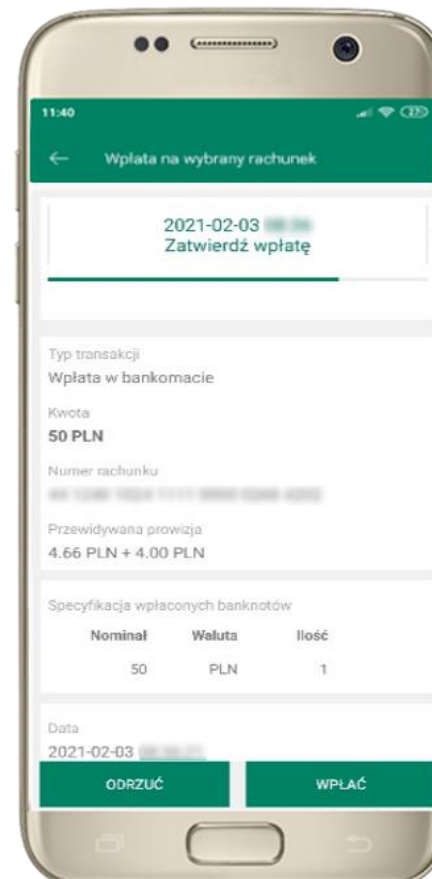 11:40
Wpłata na wybrany rachunek
2021-02-03
Zatwierdź wpłatę
Typ transakcji
Wpłata w bankomacie
Kwota
50 PLN
Numer rachunku
Przewidywana prowizja
4.66 PLN + 4.00 PLN
Specyfikacja wpłaconych banknotów
Nominał Waluta Ilość
50 PLN 1
Data
2021-02-03
ODRZUĆ WPŁAĆ